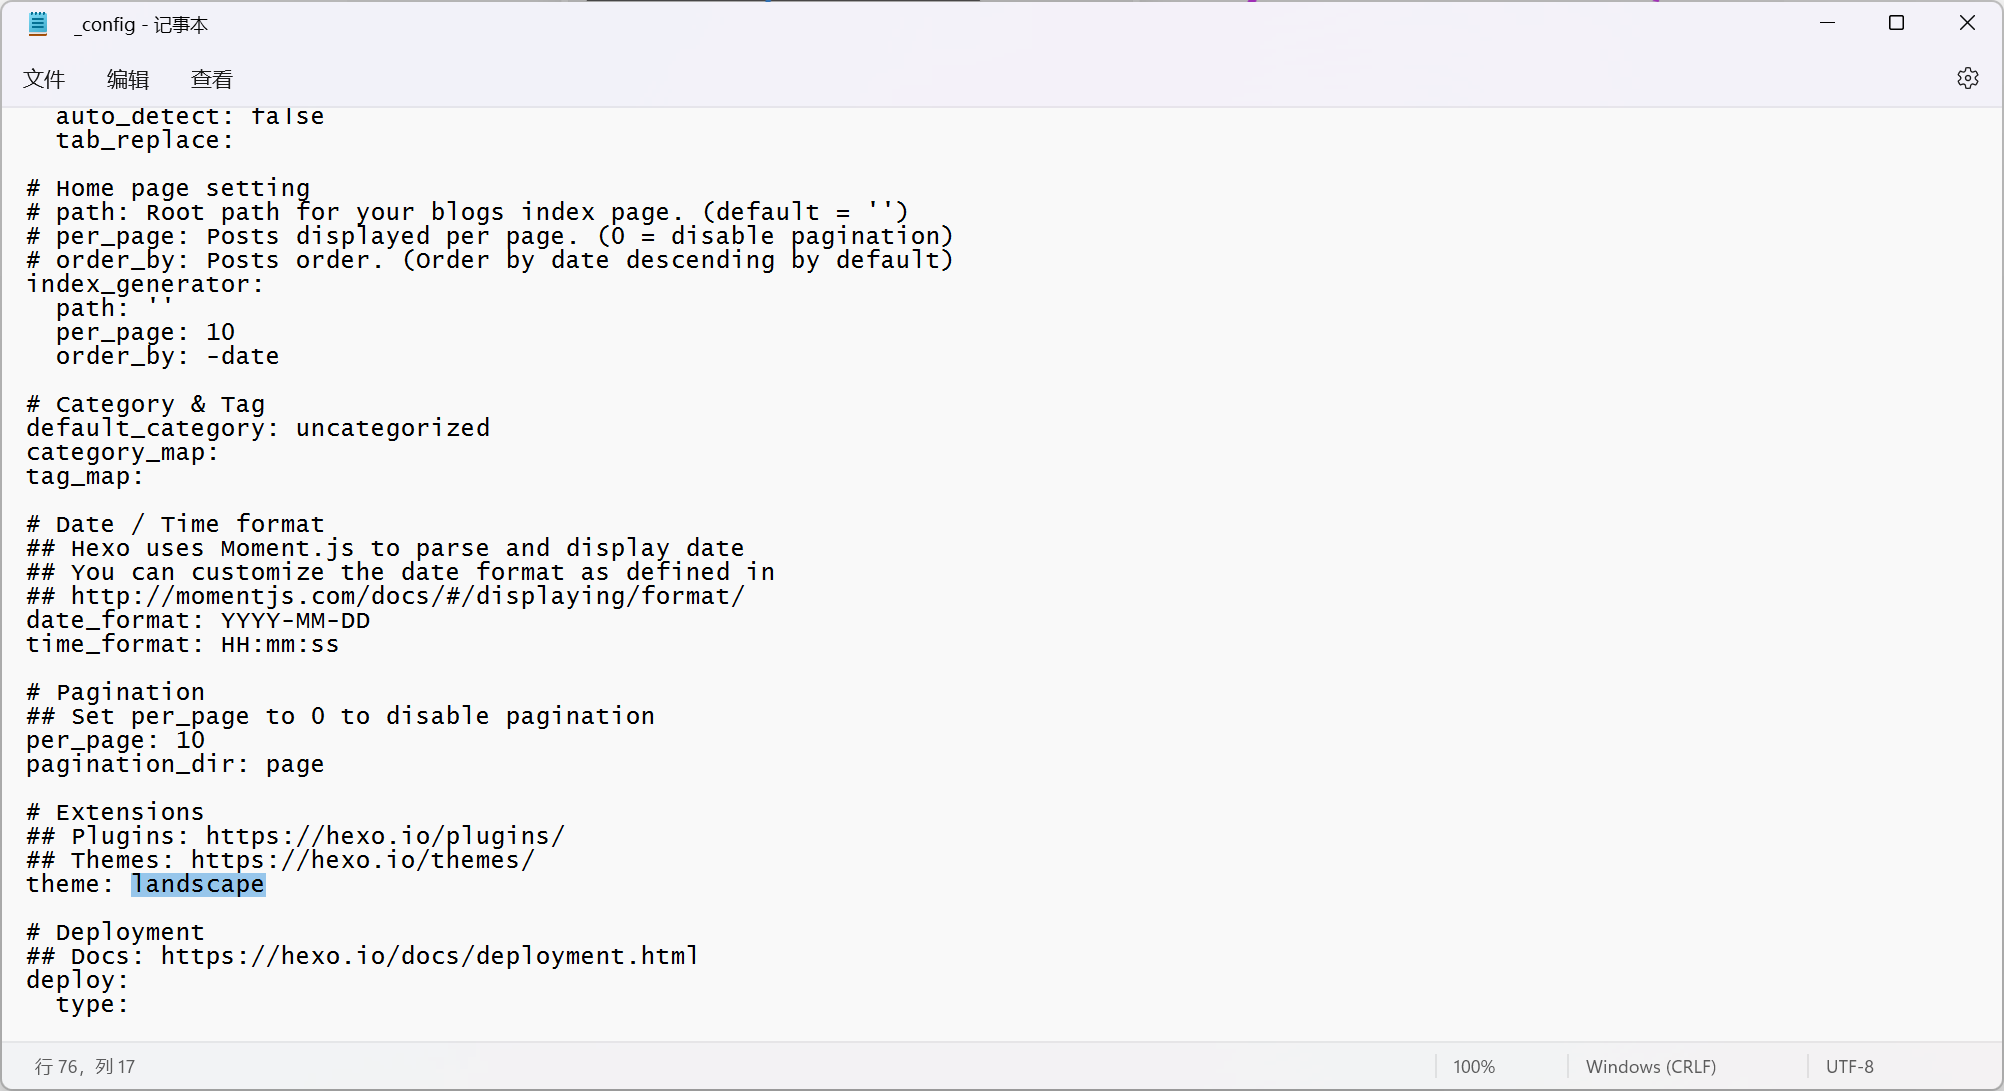 _config - 记事本
文件 编辑 查看
  auto_detect: false
  tab_replace:

# Home page setting
# path: Root path for your blogs index page. (default = '')
# per_page: Posts displayed per page. (0 = disable pagination)
# order_by: Posts order. (Order by date descending by default)
index_generator:
  path: ''
  per_page: 10
  order_by: -date

# Category & Tag
default_category: uncategorized
category_map:
tag_map:

# Date / Time format
## Hexo uses Moment.js to parse and display date
## You can customize the date format as defined in
## http://momentjs.com/docs/#/displaying/format/
date_format: YYYY-MM-DD
time_format: HH:mm:ss

# Pagination
## Set per_page to 0 to disable pagination
per_page: 10
pagination_dir: page

# Extensions
## Plugins: https://hexo.io/plugins/
## Themes: https://hexo.io/themes/
theme: landscape

# Deployment
## Docs: https://hexo.io/docs/deployment.html
deploy:
  type:
行 76，列 17 100% Windows (CRLF) UTF-8